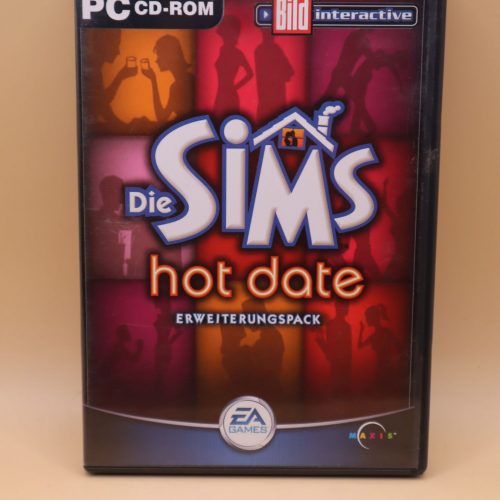 PC CD-ROM
Bild interactive
Die SiMS
hot date
ERWEITERUNGSPACK
EA
GAMES
MAXIS